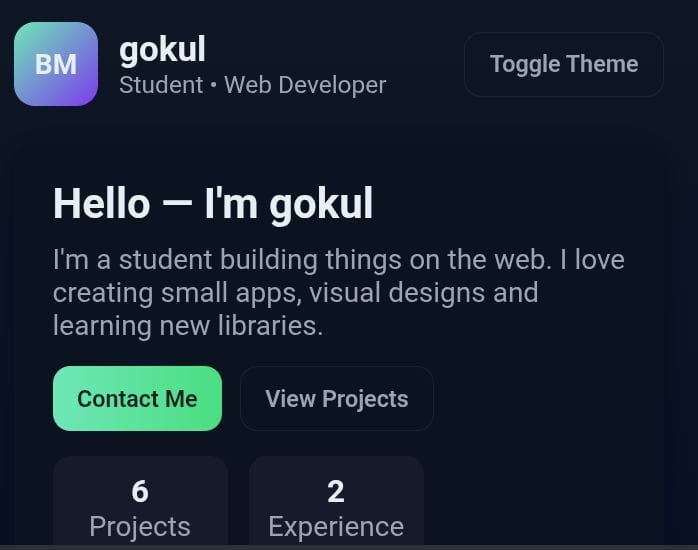 BM
gokul
Student • Web Developer
Toggle Theme
Hello — I'm gokul
I'm a student building things on the web. I love
creating small apps, visual designs and
learning new libraries.
Contact Me
View Projects
6
Projects
2
Experience